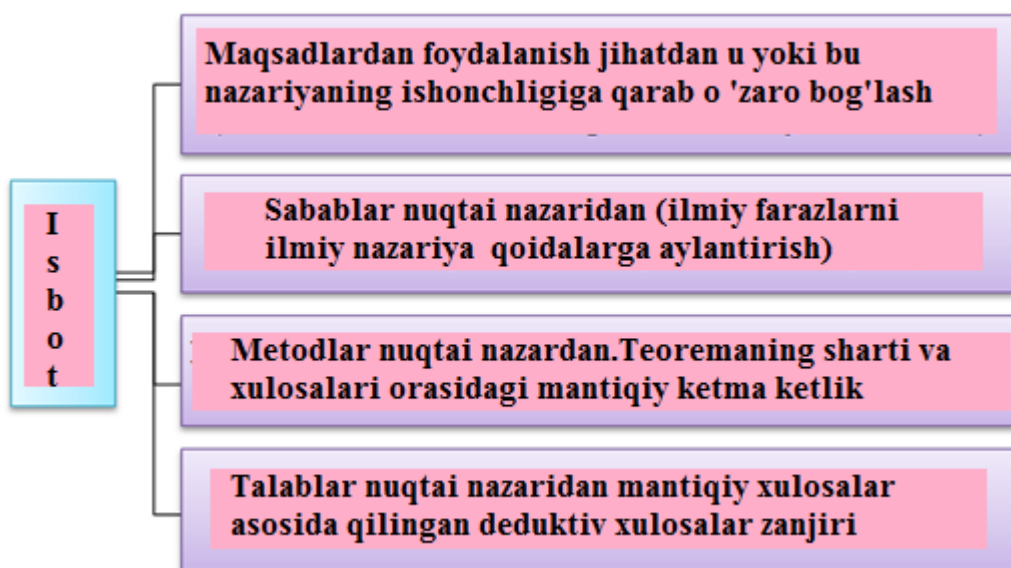 Maqsadlardan foydalanish jihatdan u yoki bu
nazariyaning ishonchligiga qarab o 'zaro bog'lash
Isbot
Sabablar nuqtai nazaridan (ilmiy farazlarni
ilmiy nazariya qoidalarga aylantirish)
Metodlar nuqtai nazardan.Teoremaning sharti va
xulosalari orasidagi mantiqiy ketma ketlik
Talablar nuqtai nazaridan mantiqiy xulosalar
asosida qilingan deduktiv xulosalar zanjiri